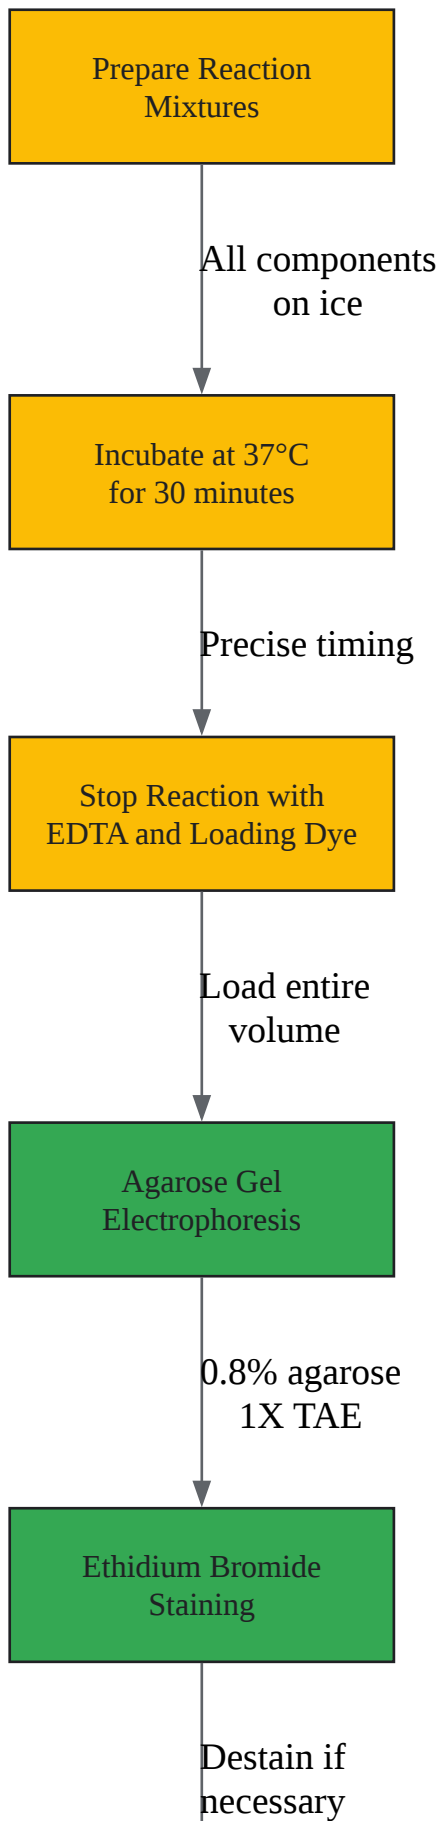 Prepare Reaction
Mixtures
All components
on ice
Incubate at 37°C
for 30 minutes
Precise timing
Stop Reaction with
EDTA and Loading Dye
Load entire
volume
Agarose Gel
Electrophoresis
0.8% agarose
1X TAE
Ethidium Bromide
Staining
Destain if
necessary